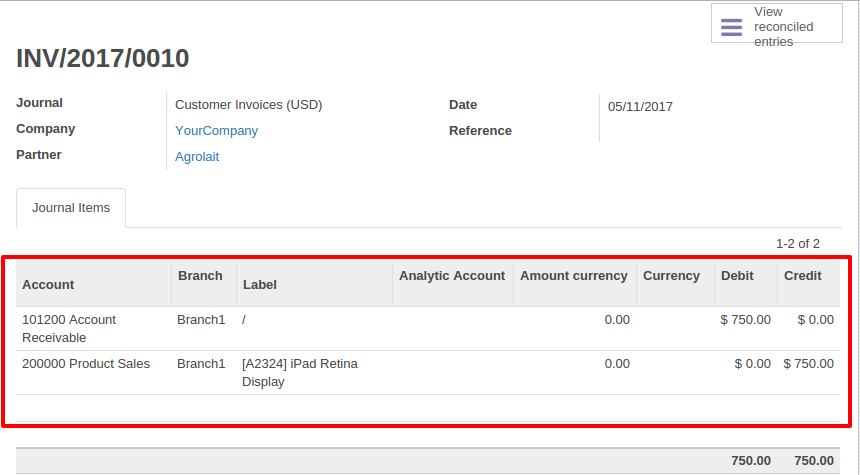 View
reconciled
entries
INV/2017/0010
Journal Customer Invoices (USD) Date 05/11/2017
Company YourCompany Reference
Partner Agrolait
Journal Items
1-2 of 2
Account Branch Label Analytic Account Amount currency Currency Debit Credit
101200 Account Branch1 / 0.00 $ 750.00 $ 0.00
Receivable
200000 Product Sales Branch1 [A2324] iPad Retina 0.00 $ 0.00 $ 750.00
Display
750.00 750.00